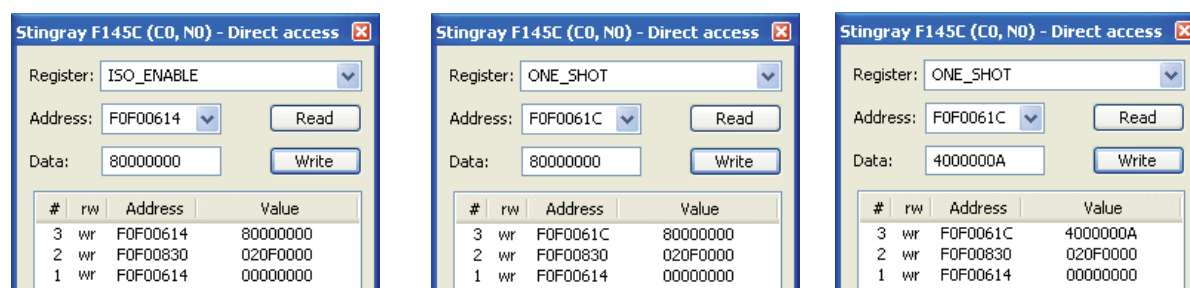 Stingray F145C (C0, N0) - Direct access
Register: ISO_ENABLE
Address: F0F00614 Read
Data: 80000000 Write
# rw Address Value
3 wr F0F00614 80000000
2 wr F0F00830 020F0000
1 wr F0F00614 00000000
Stingray F145C (C0, N0) - Direct access
Register: ONE_SHOT
Address: F0F0061C Read
Data: 80000000 Write
# rw Address Value
3 wr F0F0061C 80000000
2 wr F0F00830 020F0000
1 wr F0F00614 00000000
Stingray F145C (C0, N0) - Direct access
Register: ONE_SHOT
Address: F0F0061C Read
Data: 4000000A Write
# rw Address Value
3 wr F0F0061C 4000000A
2 wr F0F00830 020F0000
1 wr F0F00614 00000000